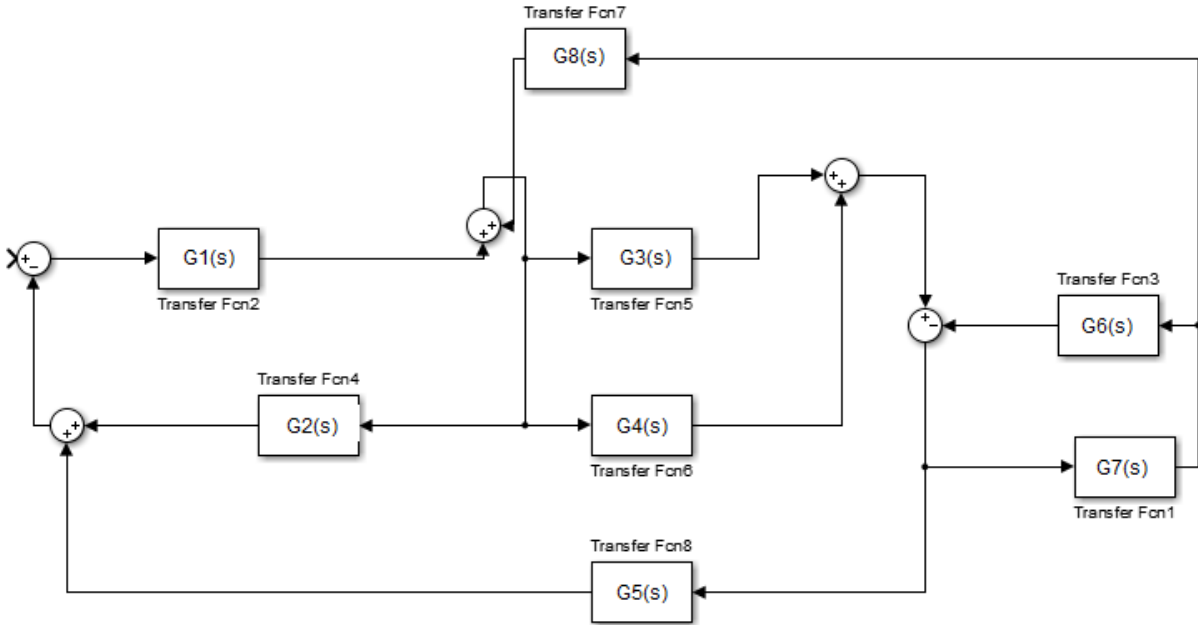 Transfer Fcn7
G8(s)
+
+
+
+
+
−
G1(s)
Transfer Fcn2
G3(s)
Transfer Fcn5
Transfer Fcn3
+
−
G6(s)
Transfer Fcn4
+
+
G2(s)
G4(s)
Transfer Fcn6
G7(s)
Transfer Fcn1
Transfer Fcn8
G5(s)